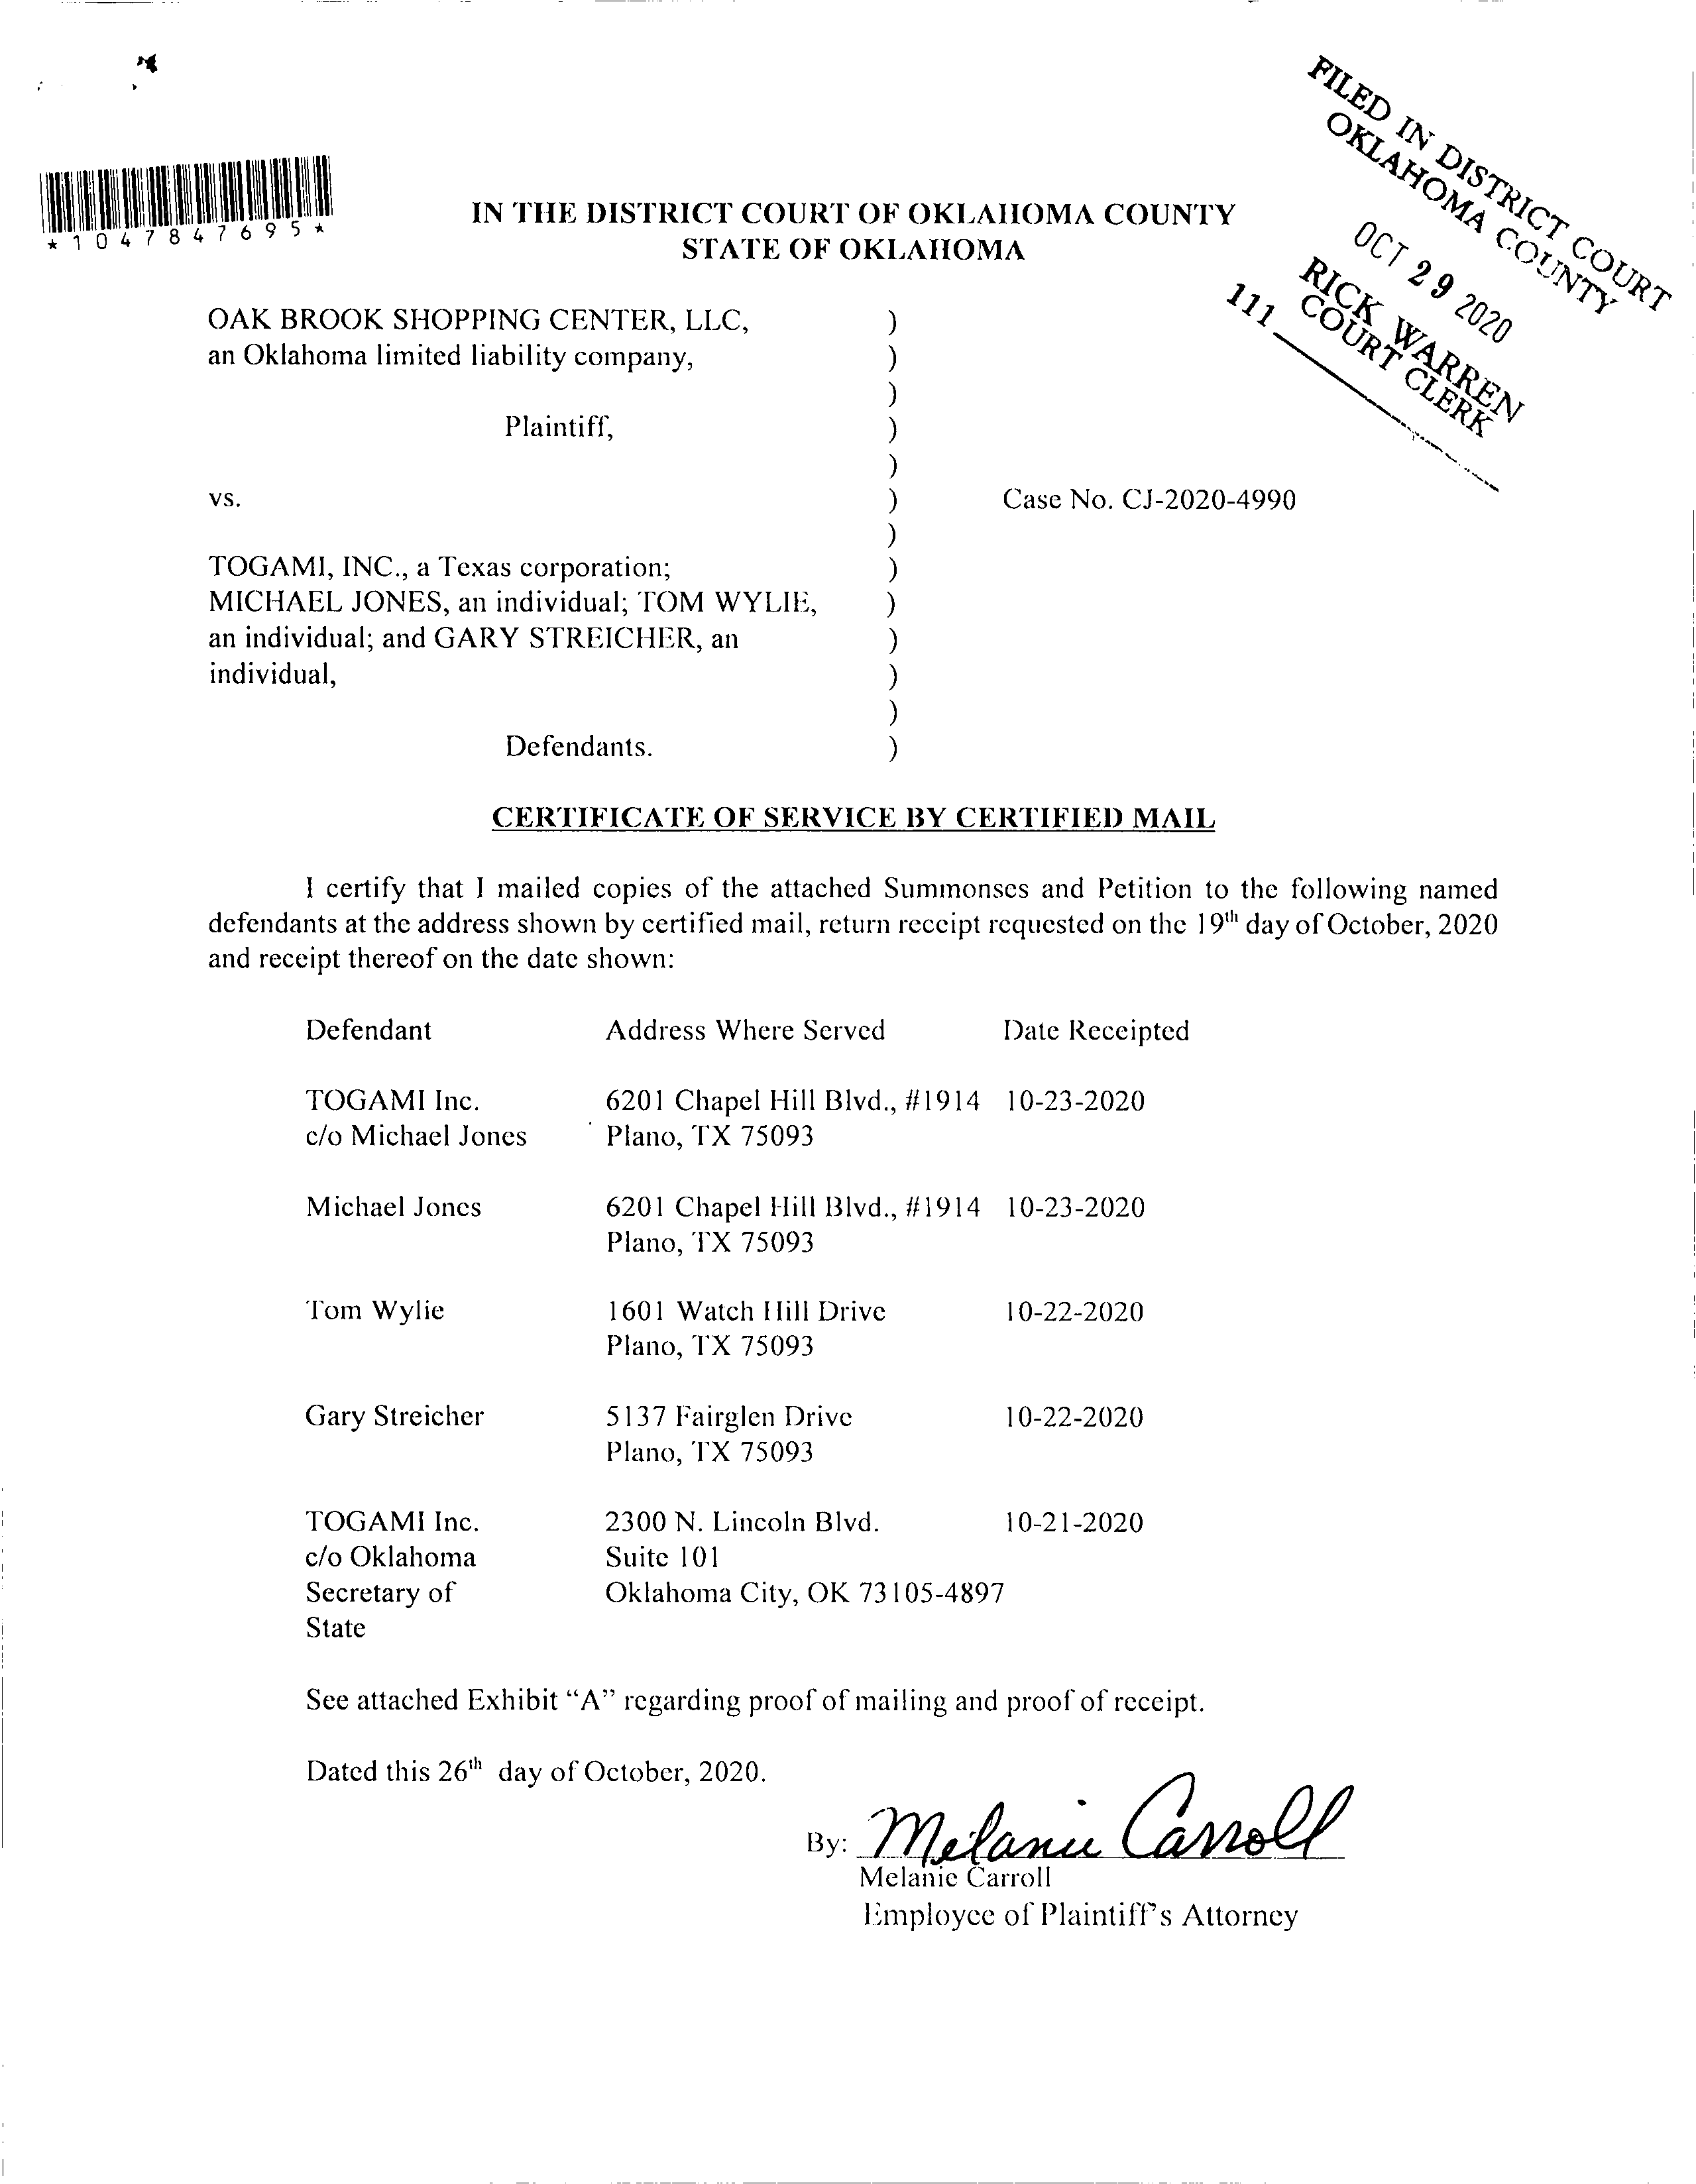 FILED IN DISTRICT COURT
OKLAHOMA COUNTY
OCT 29 2020
RICK WARREN
COURT CLERK
111
*1047847695*
IN THE DISTRICT COURT OF OKLAHOMA COUNTY
STATE OF OKLAHOMA
OAK BROOK SHOPPING CENTER, LLC, )
an Oklahoma limited liability company, )
)
Plaintiff, )
)
vs. ) Case No. CJ-2020-4990
)
TOGAMI, INC., a Texas corporation; )
MICHAEL JONES, an individual; TOM WYLIE, )
an individual; and GARY STREICHER, an )
individual, )
)
Defendants. )
CERTIFICATE OF SERVICE BY CERTIFIED MAIL
I certify that I mailed copies of the attached Summonses and Petition to the following named
defendants at the address shown by certified mail, return receipt requested on the 19th day of October, 2020
and receipt thereof on the date shown:
Defendant Address Where Served Date Receipted
TOGAMI Inc. 6201 Chapel Hill Blvd., #1914 10-23-2020
c/o Michael Jones Plano, TX 75093
Michael Jones 6201 Chapel Hill Blvd., #1914 10-23-2020
Plano, TX 75093
Tom Wylie 1601 Watch Hill Drive 10-22-2020
Plano, TX 75093
Gary Streicher 5137 Fairglen Drive 10-22-2020
Plano, TX 75093
TOGAMI Inc. 2300 N. Lincoln Blvd. 10-21-2020
c/o Oklahoma Suite 101
Secretary of Oklahoma City, OK 73105-4897
State
See attached Exhibit “A” regarding proof of mailing and proof of receipt.
Dated this 26th day of October, 2020.
By: Melanie Carroll
Melanie Carroll
Employee of Plaintiff's Attorney